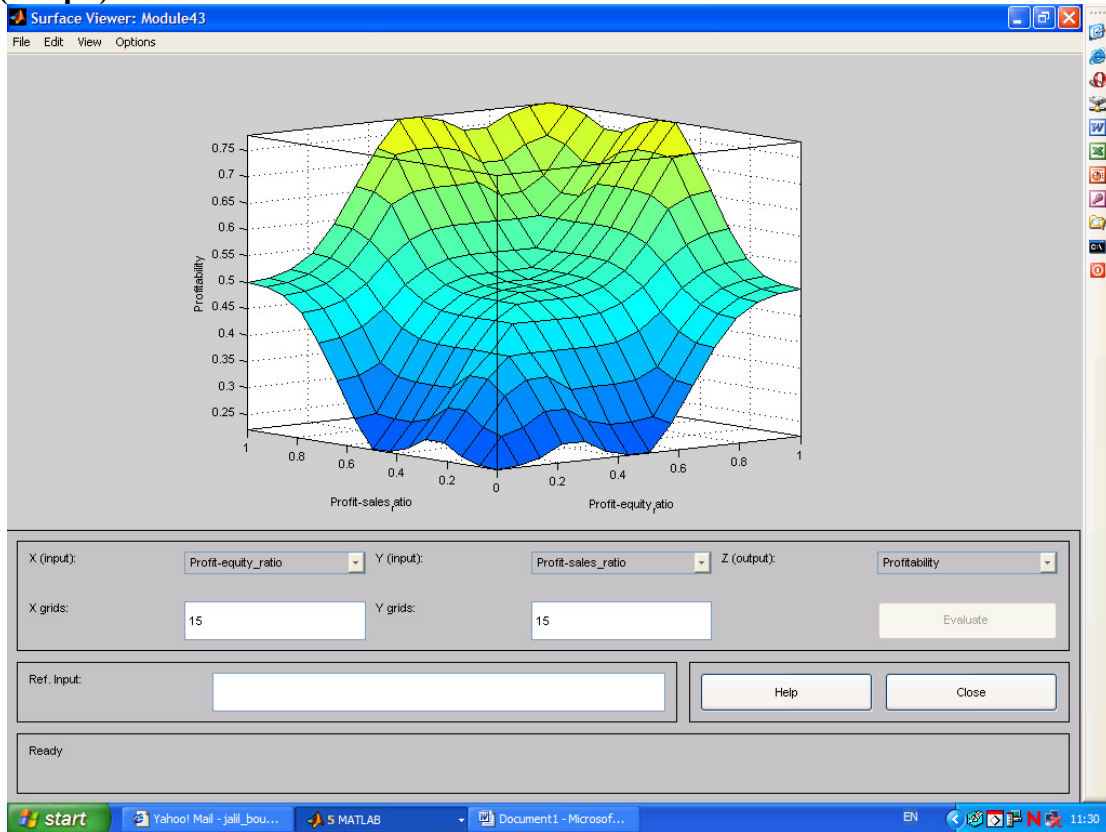 Surface Viewer: Module43
File Edit View Options
0.75
0.7
0.65
0.6
0.55
0.5
0.45
0.4
0.35
0.3
0.25
Profitability
1 0.8 0.6 0.4 0.2 0 0.2 0.4 0.6 0.8 1
Profit-sales,atio Profit-equity,atio
X (input): Profit-equity_ratio Y (input): Profit-sales_ratio Z (output): Profitability
X grids: 15 Y grids: 15 Evaluate
Ref. Input: Help Close
Ready
start Yahoo! Mail - jalil_bou... 5 MATLAB Document1 - Microsof... EN 11:30